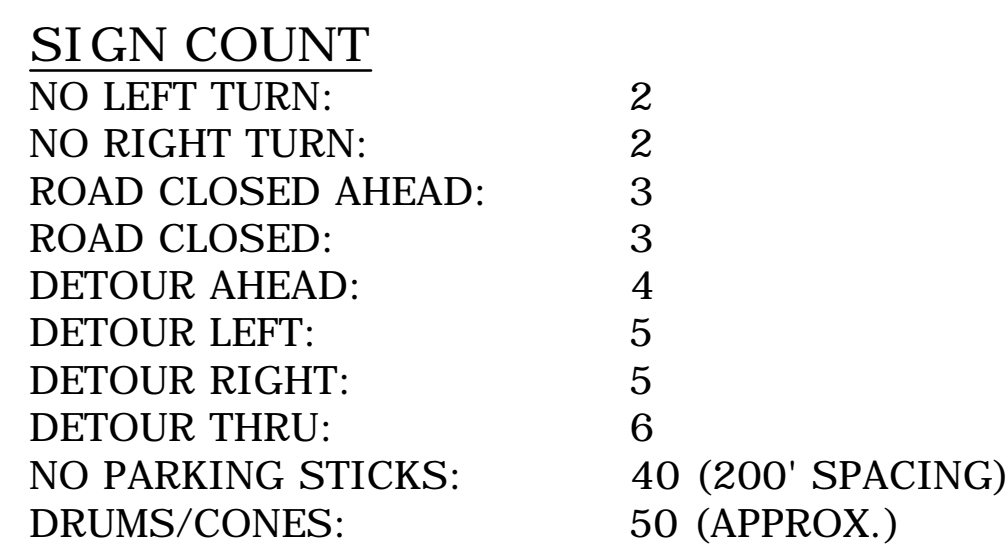 SIGN COUNT
NO LEFT TURN: 2
NO RIGHT TURN: 2
ROAD CLOSED AHEAD: 3
ROAD CLOSED: 3
DETOUR AHEAD: 4
DETOUR LEFT: 5
DETOUR RIGHT: 5
DETOUR THRU: 6
NO PARKING STICKS: 40 (200' SPACING)
DRUMS/CONES: 50 (APPROX.)